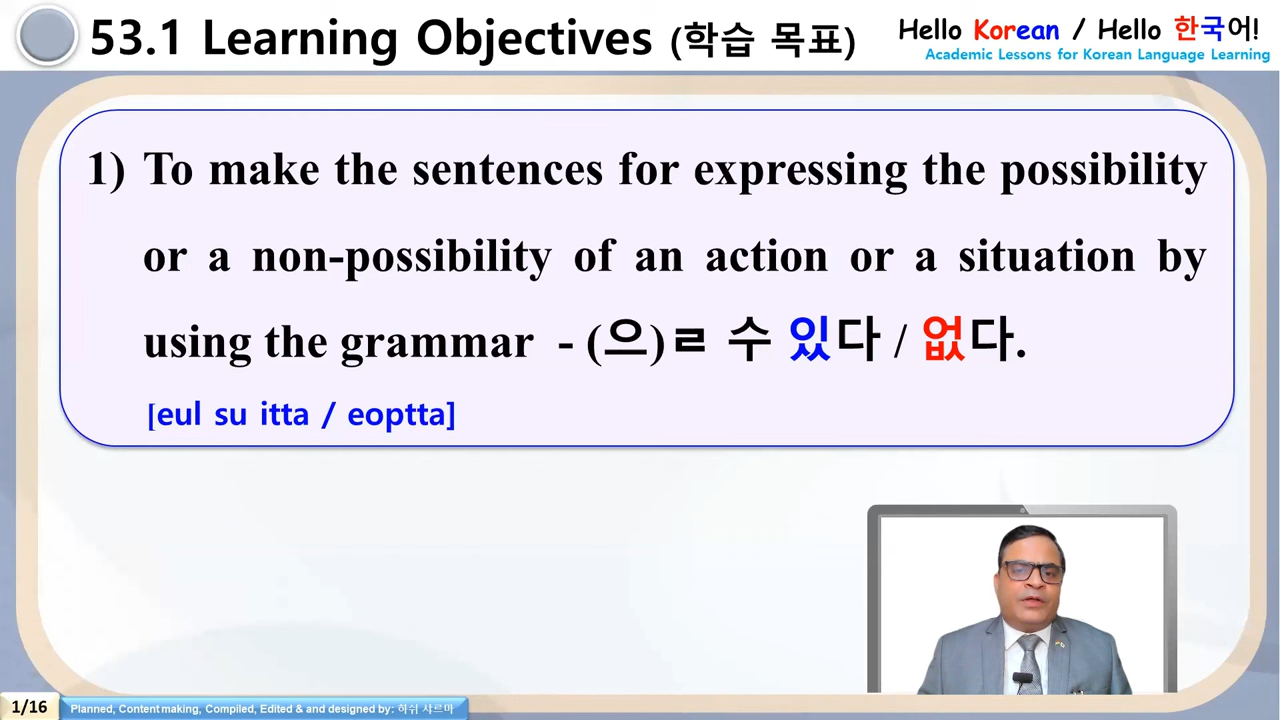 53.1 Learning Objectives (학습 목표)
Hello Korean / Hello 한국어!
Academic Lessons for Korean Language Learning
1) To make the sentences for expressing the possibility
or a non-possibility of an action or a situation by
using the grammar - (으)ㄹ 수 있다 / 없다.
[eul su itta / eoptta]
1/16
Planned, Content making, Compiled, Edited & and designed by: 하쉬 샤르마